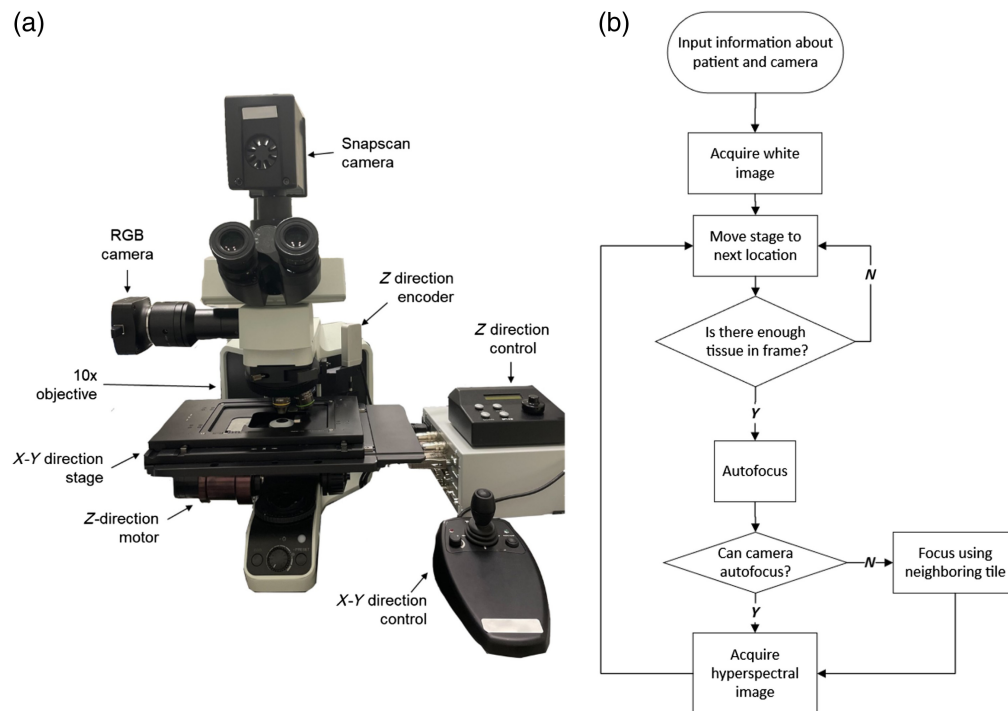 (a)
Snapscan
camera
RGB
camera
Z direction
encoder
Z direction
control
10x
objective
X-Y direction
stage
Z-direction
motor
X-Y direction
control
(b)
Input information about
patient and camera
Acquire white
image
Move stage to
next location
N
Is there enough
tissue in frame?
Y
Autofocus
Can camera
autofocus?
N
Focus using
neighboring tile
Y
Acquire
hyperspectral
image